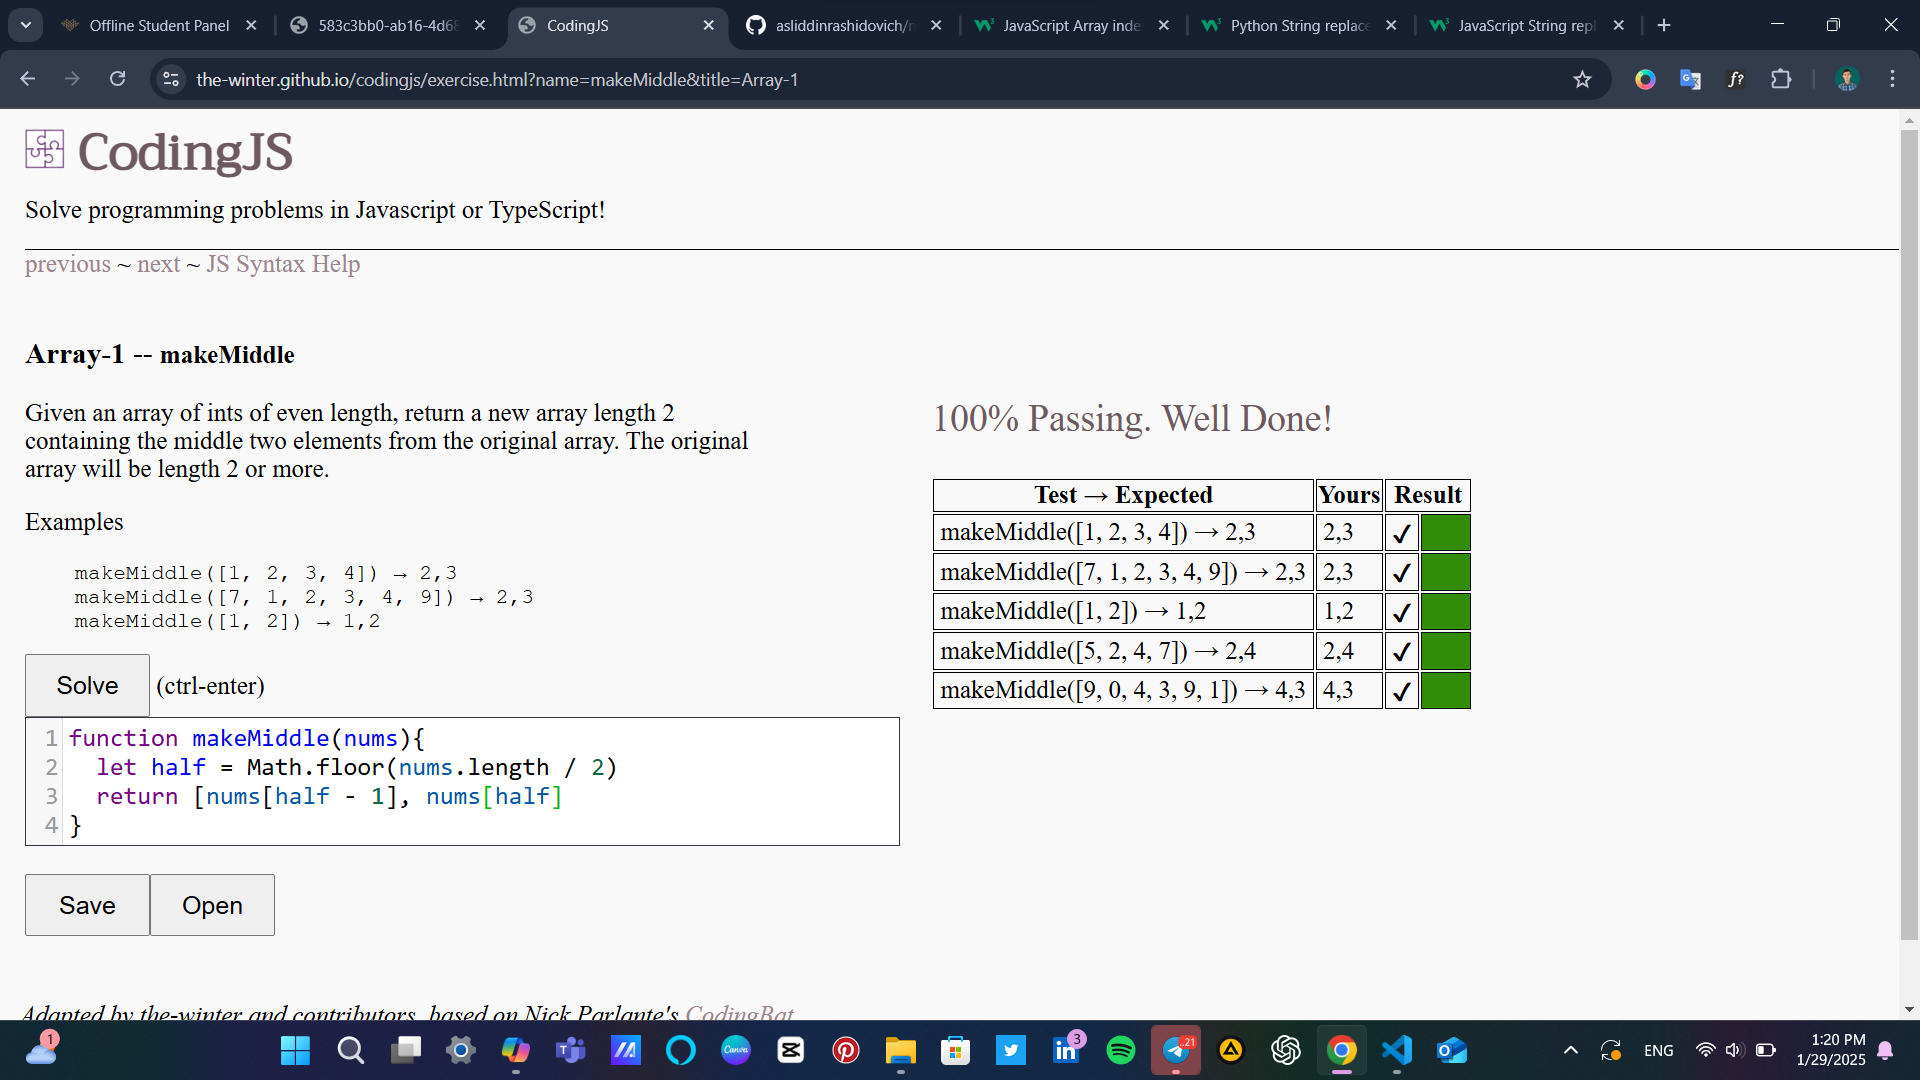 Offline Student Panel
583c3bb0-ab16-4d68
CodingJS
asliddinrashidovich/
JavaScript Array inde
Python String replac
JavaScript String rep
the-winter.github.io/codingjs/exercise.html?name=makeMiddle&title=Array-1
CodingJS
Solve programming problems in Javascript or TypeScript!
previous ~ next ~ JS Syntax Help
Array-1 -- makeMiddle
Given an array of ints of even length, return a new array length 2
containing the middle two elements from the original array. The original
array will be length 2 or more.
Examples
makeMiddle([1, 2, 3, 4]) → 2,3
makeMiddle([7, 1, 2, 3, 4, 9]) → 2,3
makeMiddle([1, 2]) → 1,2
Solve (ctrl-enter)
1 function makeMiddle(nums){
2 let half = Math.floor(nums.length / 2)
3 return [nums[half - 1], nums[half]
4 }
Save Open
100% Passing. Well Done!
Test → Expected Yours Result
makeMiddle([1, 2, 3, 4]) → 2,3 2,3 ✓
makeMiddle([7, 1, 2, 3, 4, 9]) → 2,3 2,3 ✓
makeMiddle([1, 2]) → 1,2 1,2 ✓
makeMiddle([5, 2, 4, 7]) → 2,4 2,4 ✓
makeMiddle([9, 0, 4, 3, 9, 1]) → 4,3 4,3 ✓
Adapted by the-winter and contributors, based on Nick Parlante's CodingBat
1
Canva
3
..21
ENG
1:20 PM
1/29/2025